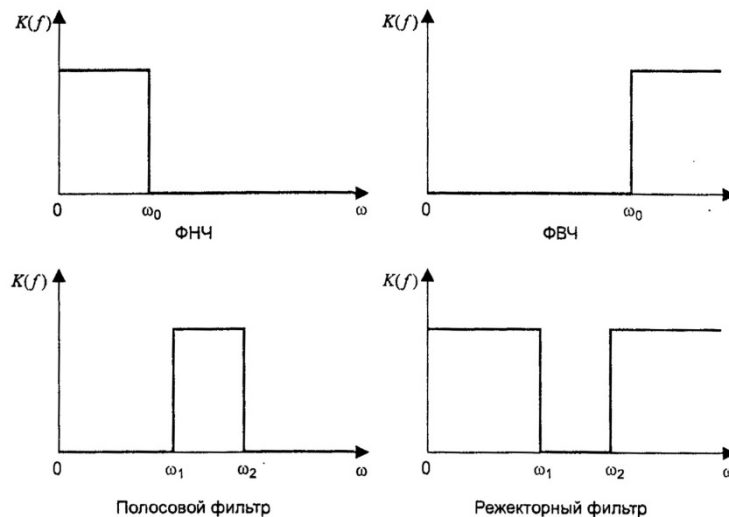 K(f)
0 ω₀ ω
ФНЧ
K(f)
0 ω₀
ФВЧ
K(f)
0 ω₁ ω₂ ω
Полосовой фильтр
K(f)
0 ω₁ ω₂ ω
Режекторный фильтр